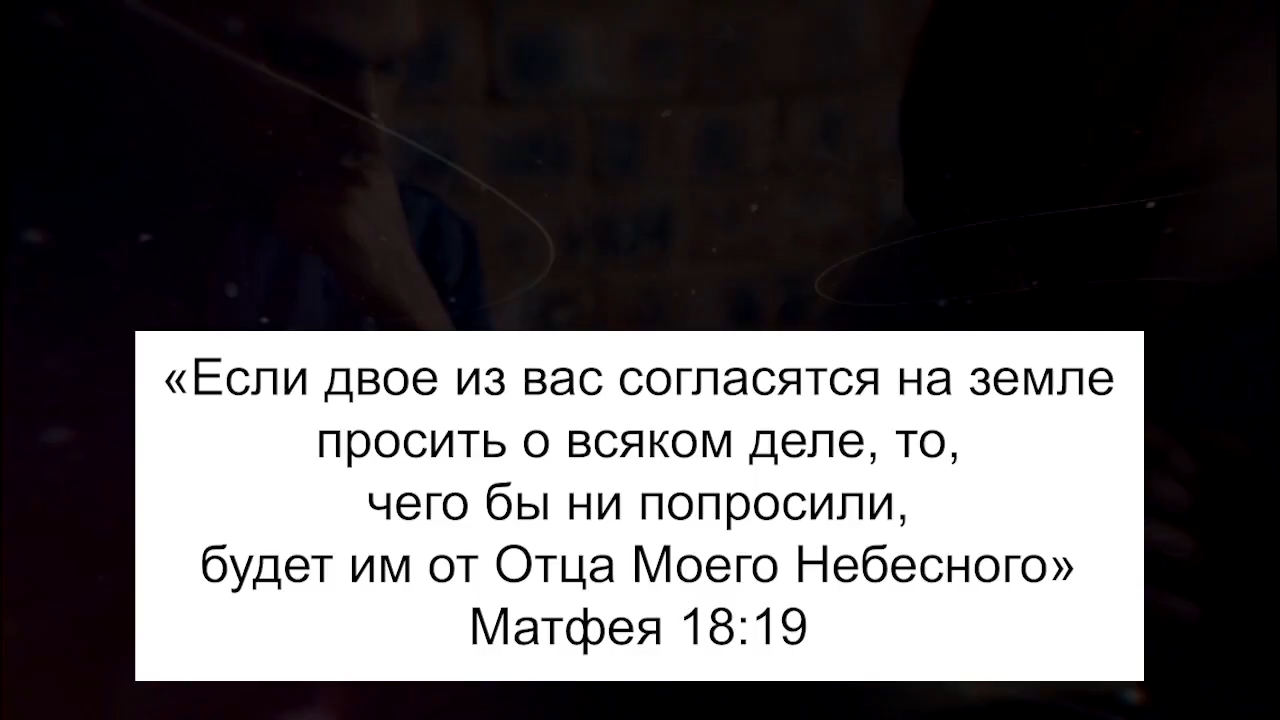 «Если двое из вас согласятся на земле
просить о всяком деле, то,
чего бы ни попросили,
будет им от Отца Моего Небесного»
Матфея 18:19